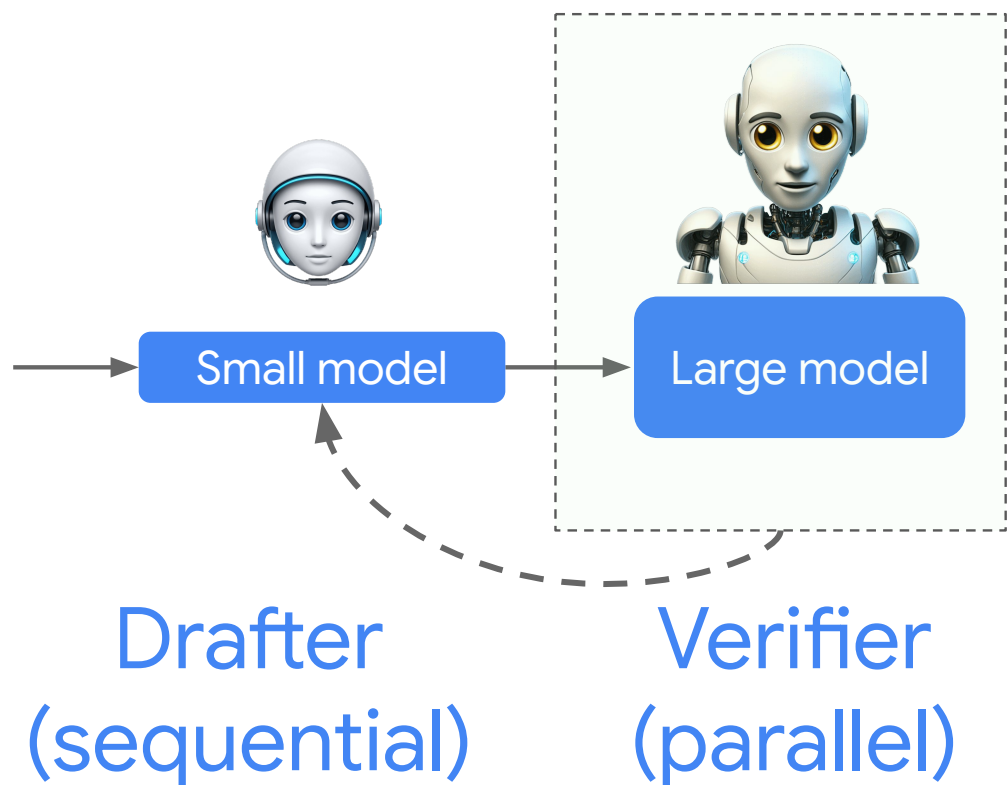 Small model
Large model
Drafter
(sequential)
Verifier
(parallel)